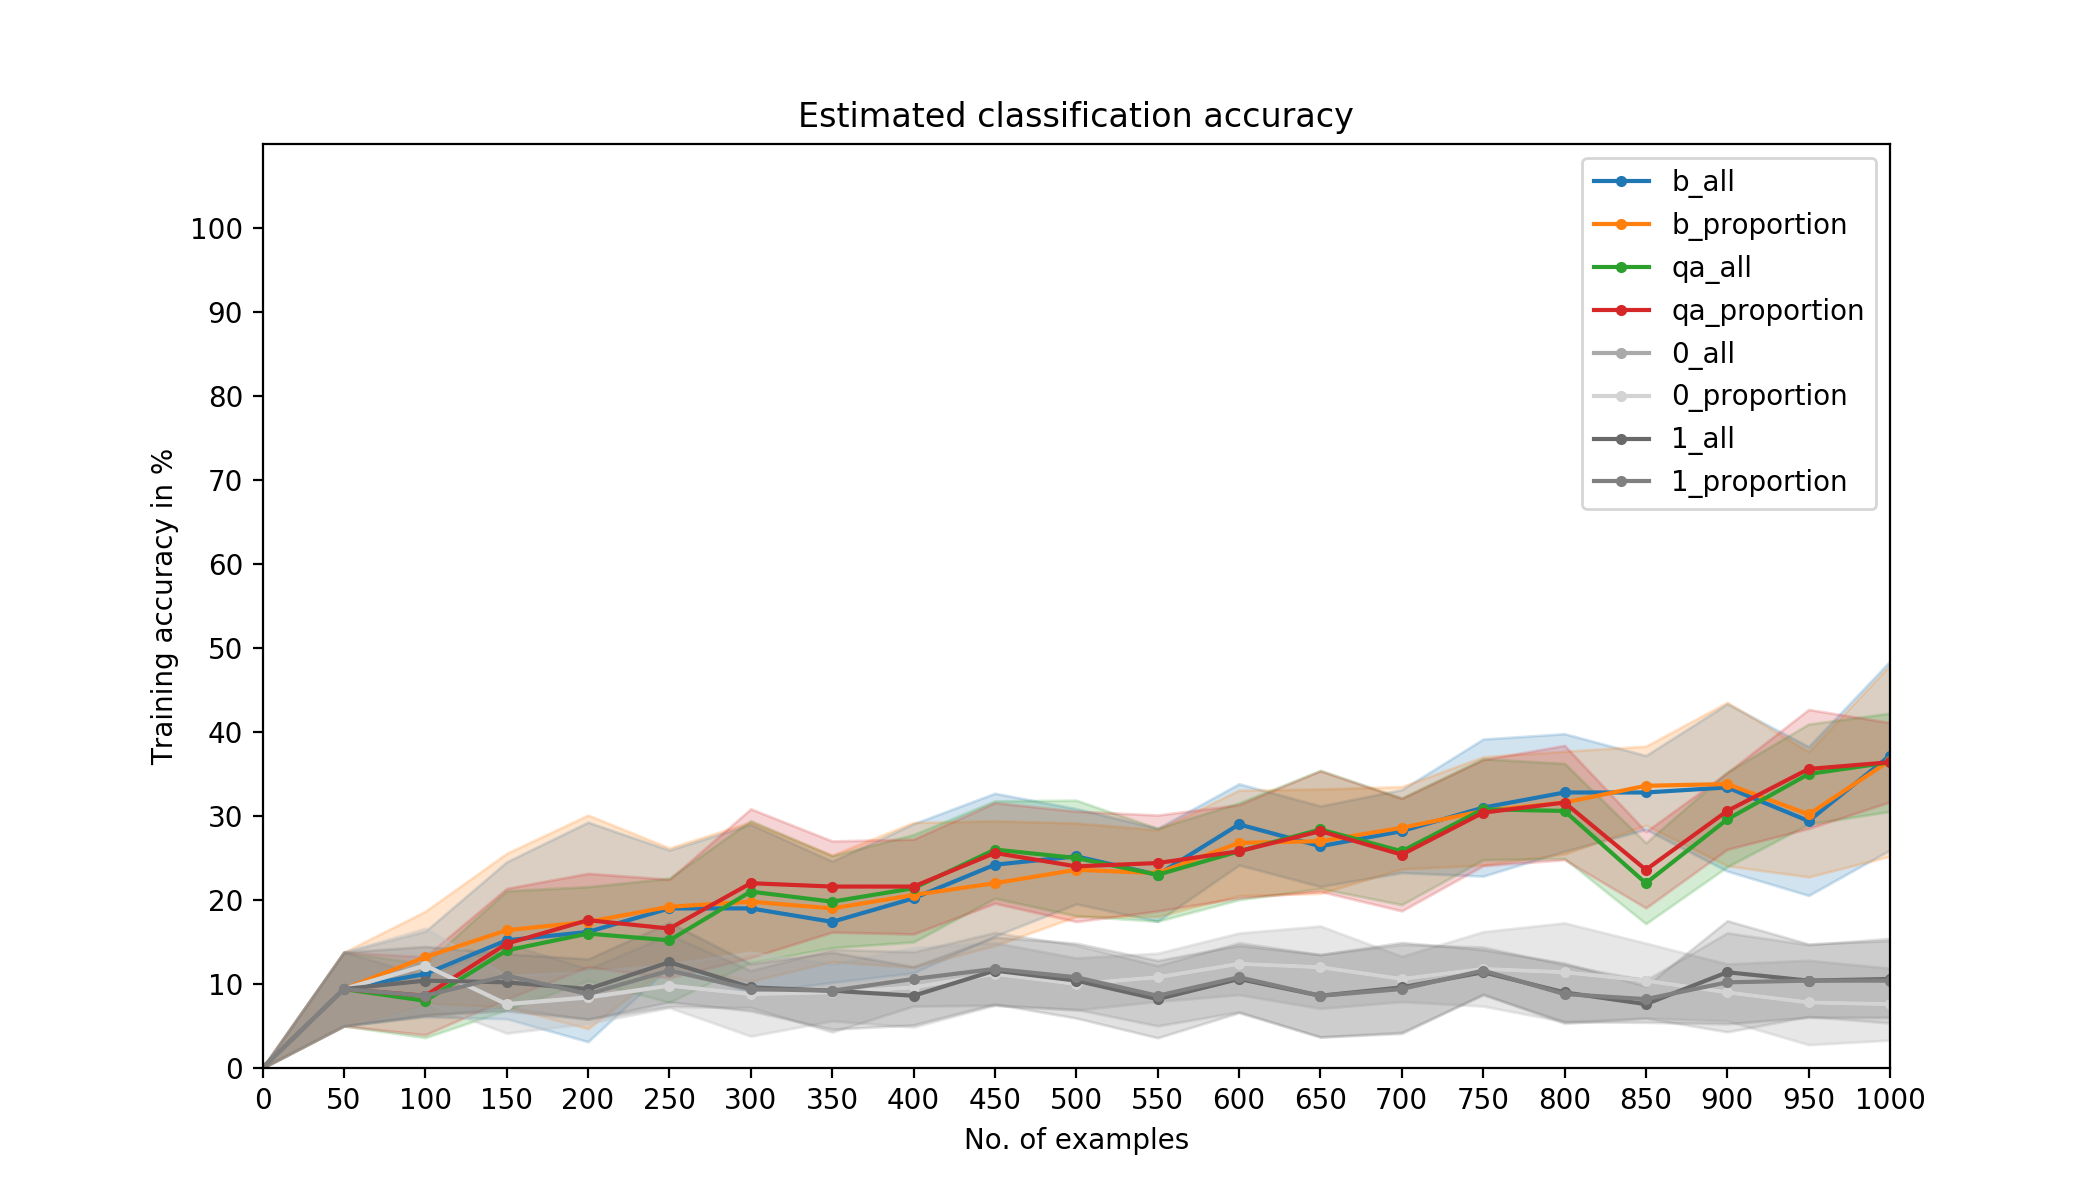 Estimated classification accuracy
b_all
b_proportion
qa_all
qa_proportion
0_all
0_proportion
1_all
1_proportion
100
90
80
70
60
50
40
30
20
10
0
Training accuracy in %
0 50 100 150 200 250 300 350 400 450 500 550 600 650 700 750 800 850 900 950 1000
No. of examples